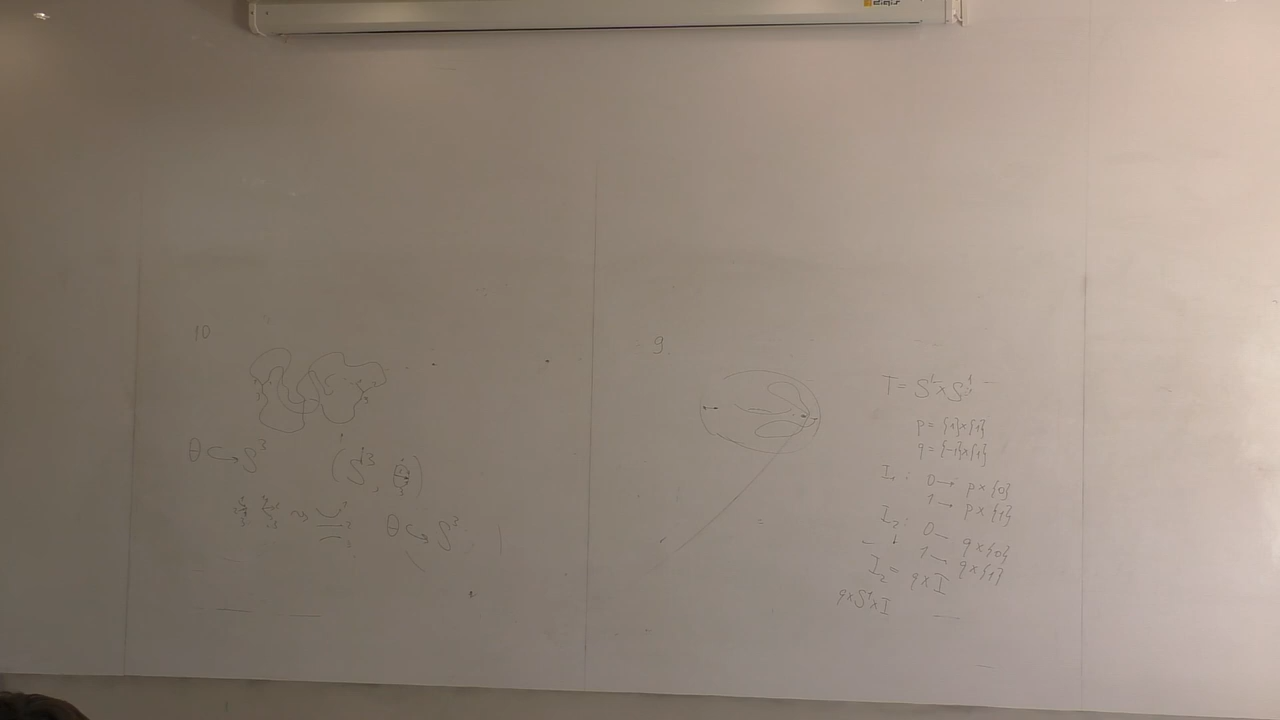 digis
10
θ ↪ S³
θ ↪ S³
9
T = S¹×S¹
p = {1}×{1}
q = {-1}×{1}
I₁: 0 → p×{0}
1 → p×{1}
I₂: 0 → q×{0}
1 → q×{1}
I₂ = q×I
q×S¹×I